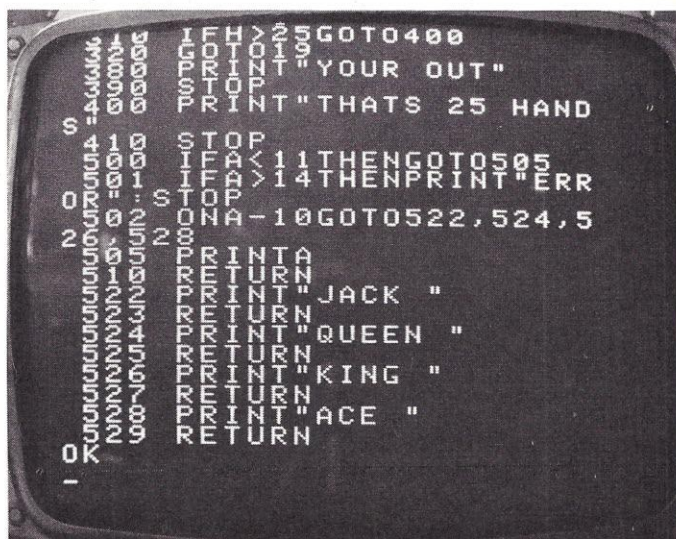 310 IFH>25GOTO400
320 GOTO19
380 PRINT"YOUR OUT"
390 STOP
400 PRINT"THATS 25 HAND
S"
410 STOP
500 IFA<11THENGOTO505
501 IFA>14THENPRINT"ERR
OR":STOP
502 ONA-10GOTO522,524,5
26,528
505 PRINTA
510 RETURN
522 PRINT"JACK "
523 RETURN
524 PRINT"QUEEN "
525 RETURN
526 PRINT"KING "
527 RETURN
528 PRINT"ACE "
529 RETURN
OK
_